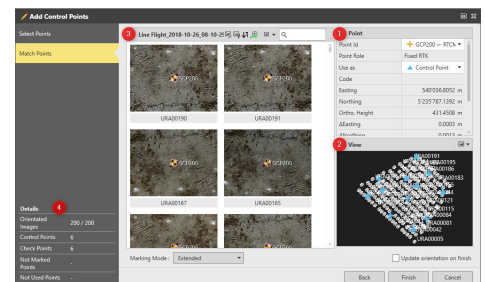 Add Control Points
Select Points
Match Points
3 Line Flight_2018-10-26_08-10-25
GCP200
GCP200
URA00190
URA00191
GCP200
GCP200
URA00167
URA00165
Marking Mode: Extended
1 Point
Point Id GCP200
Point Role Fixed RTK
Use as Control Point
Code
Easting 540'036.8052 m
Northing 5'235'787.1392 m
Ortho. Height 431.4508 m
ΔEasting 0.0003 m
ΔNorthing 0.0013 m
2 View
URA00191
URA00195
URA00186
URA00183
URA00121
URA00115
URA00084
URA00081
URA00042
URA00005
Update orientation on finish
Details 4
Orientated Images 200 / 200
Control Points 6
Check Points 6
Not Marked Points -
Not Used Points -
Back
Finish
Cancel